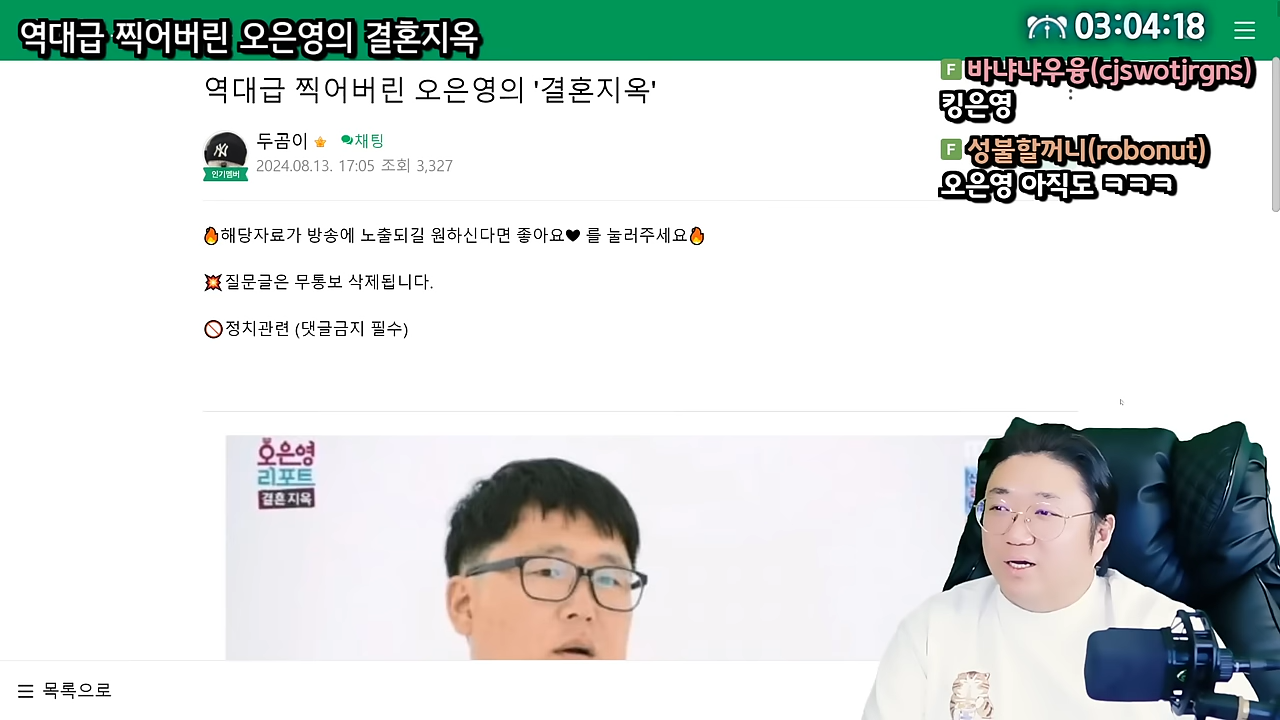 역대급 찍어버린 오은영의 결혼지옥
03:04:18
F 바냐냐우융(cjswotjrgns)
킹은영
F 성불할꺼니(robonut)
오은영 아직도 ㅋㅋㅋ
역대급 찍어버린 오은영의 '결혼지옥'
두곰이 채팅
2024.08.13. 17:05 조회 3,327
인기멤버
🔥해당자료가 방송에 노출되길 원하신다면 좋아요🖤 를 눌러주세요🔥
💥질문글은 무통보 삭제됩니다.
🚫정치관련 (댓글금지 필수)
오은영
리포트
결혼지옥
목록으로